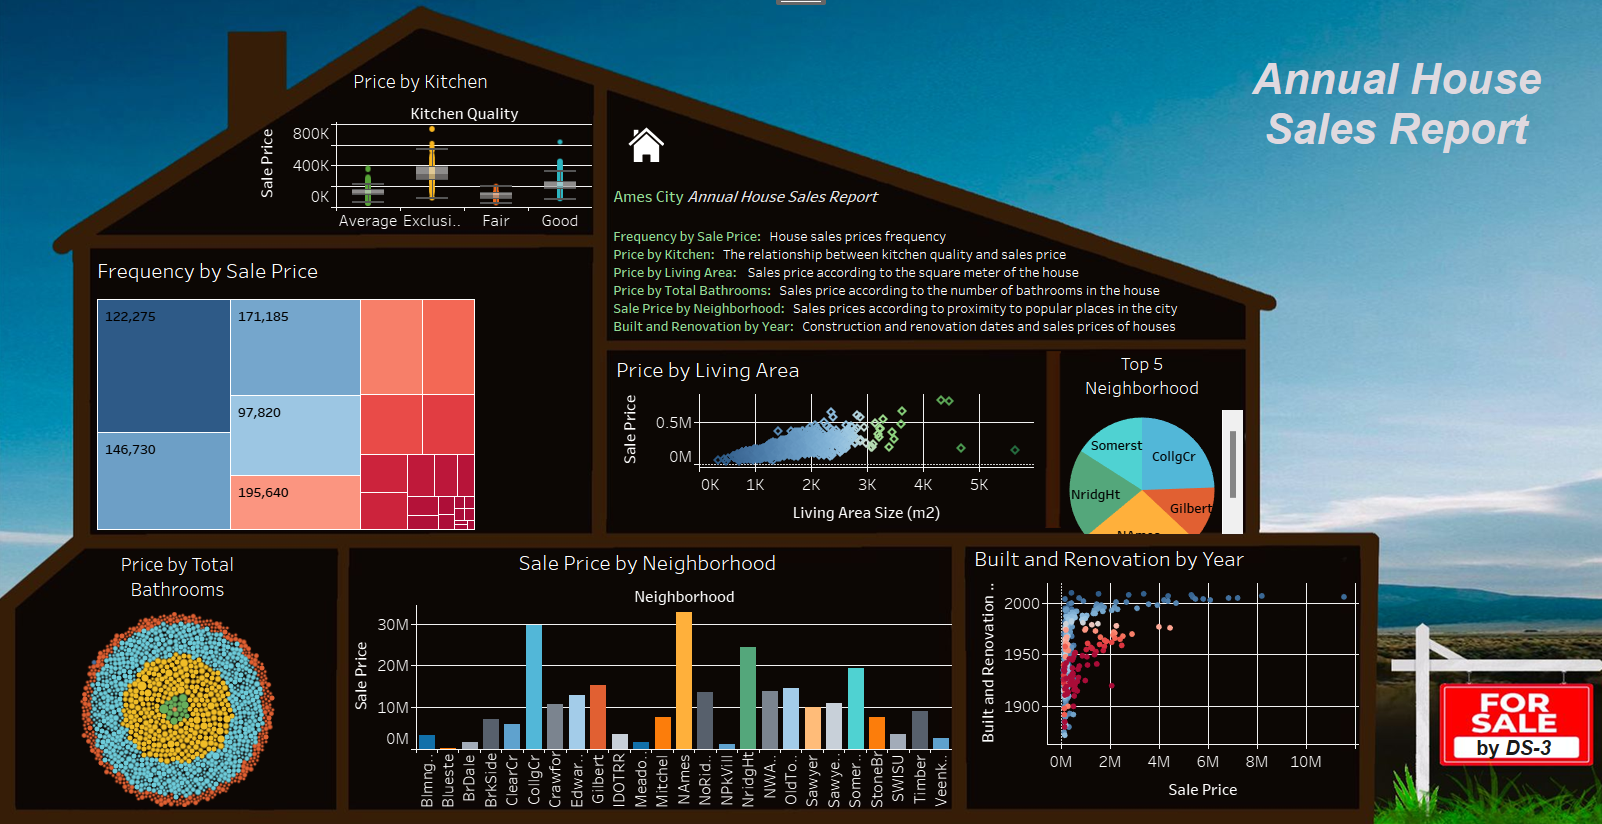 Annual House
Sales Report
Price by Kitchen
Kitchen Quality
Sale Price
800K
400K
0K
Average Exclusi.. Fair Good
Ames City Annual House Sales Report
Frequency by Sale Price: House sales prices frequency
Price by Kitchen: The relationship between kitchen quality and sales price
Price by Living Area: Sales price according to the square meter of the house
Price by Total Bathrooms: Sales price according to the number of bathrooms in the house
Sale Price by Neighborhood: Sales prices according to proximity to popular places in the city
Built and Renovation by Year: Construction and renovation dates and sales prices of houses
Frequency by Sale Price
122,275
171,185
97,820
146,730
195,640
Price by Living Area
Sale Price
0.5M
0M
0K 1K 2K 3K 4K 5K
Living Area Size (m2)
Top 5
Neighborhood
Somerst
CollgCr
NridgHt
Gilbert
NAmes
Price by Total
Bathrooms
Sale Price by Neighborhood
Neighborhood
Sale Price
30M
20M
10M
0M
Blmng..
Blueste
BrDale
BrkSide
ClearCr
CollgCr
Crawfor
Edwar..
Gilbert
IDOTRR
Meado..
Mitchel
NAmes
NoRid..
NPkVill
NridgHt
NWA..
OldTo..
Sawyer
Sawye..
Somer..
StoneBr
SWISU
Timber
Veenk..
Built and Renovation by Year
Built and Renovation ..
2000
1950
1900
0M 2M 4M 6M 8M 10M
Sale Price
FOR
SALE
by DS-3